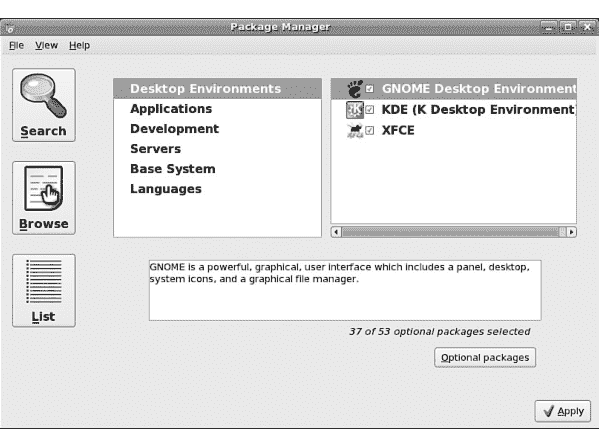 Package Manager
File View Help
Search
Browse
List
Desktop Environments
Applications
Development
Servers
Base System
Languages
GNOME Desktop Environment
KDE (K Desktop Environment)
XFCE
GNOME is a powerful, graphical, user interface which includes a panel, desktop,
system icons, and a graphical file manager.
37 of 53 optional packages selected
Optional packages
Apply